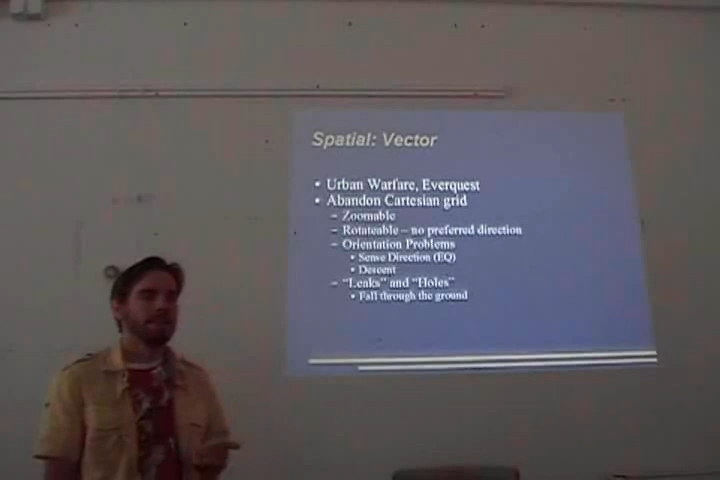 Spatial: Vector
• Urban Warfare, Everquest
• Abandon Cartesian grid
– Zoomable
– Rotateable – no preferred direction
– Orientation Problems
• Sense Direction (EQ)
• Descent
– “Leaks” and “Holes”
• Fall through the ground